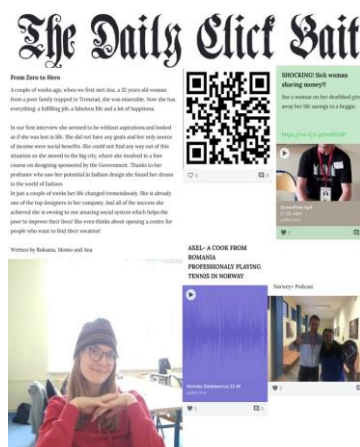 The Daily Click Bait
From Zero to Hero
A couple of weeks ago, when we first met Ana, a 32 years old woman
from a poor family trapped in Tromstad, she was miserable. Now she has
everything: a fulfilling job, a fabulous life and a lot of happiness.
In our first interview she seemed to be without aspirations and looked
as if she was lost in life. She did not have any goals and her only source
of income were social benefits. She could not find any way out of this
situation so she moved to the big city, where she involved in a free
course on designing sponsored by the Government. Thanks to her
professor who saw her potential in fashion design she found her dream
in the world of fashion.
In just a couple of weeks her life changed tremendously. She is already
one of the top designers in her company. And all of the success she
achieved she is owning to our amazing social system which helps the
poor to improve their lives! She even thinks about opening a centre for
people who want to find their vocation!
Written by Roksana, Momo and Ana
SHOCKING! Sick woman
sharing money!!!
See a woman on her deathbed give
away her life savings to a beggar
AXEL- A COOK FROM
ROMANIA
PROFESSIONALY PLAYING
TENNIS IN NORWAY
Norwey+ Podcast